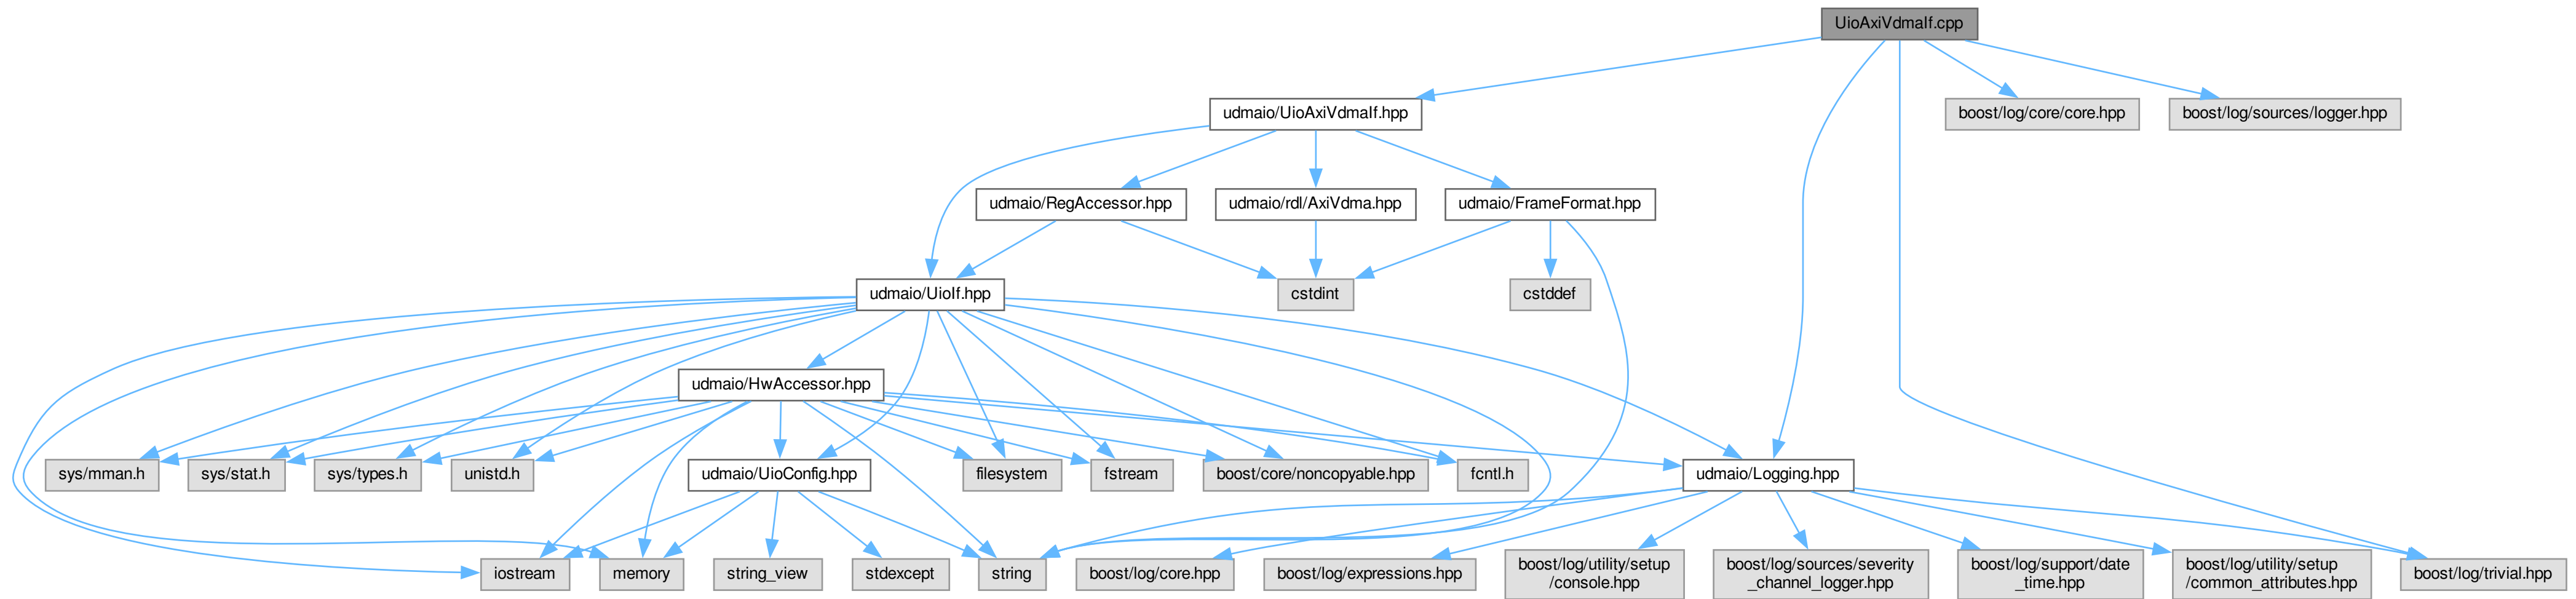 UioAxiVdmaIf.cpp
udmaio/UioAxiVdmaIf.hpp
boost/log/core/core.hpp
boost/log/sources/logger.hpp
udmaio/RegAccessor.hpp
udmaio/rdl/AxiVdma.hpp
udmaio/FrameFormat.hpp
udmaio/UioIf.hpp
cstdint
cstddef
udmaio/HwAccessor.hpp
sys/mman.h
sys/stat.h
sys/types.h
unistd.h
udmaio/UioConfig.hpp
filesystem
fstream
boost/core/noncopyable.hpp
fcntl.h
udmaio/Logging.hpp
iostream
memory
string_view
stdexcept
string
boost/log/core.hpp
boost/log/expressions.hpp
boost/log/utility/setup
/console.hpp
boost/log/sources/severity
_channel_logger.hpp
boost/log/support/date
_time.hpp
boost/log/utility/setup
/common_attributes.hpp
boost/log/trivial.hpp